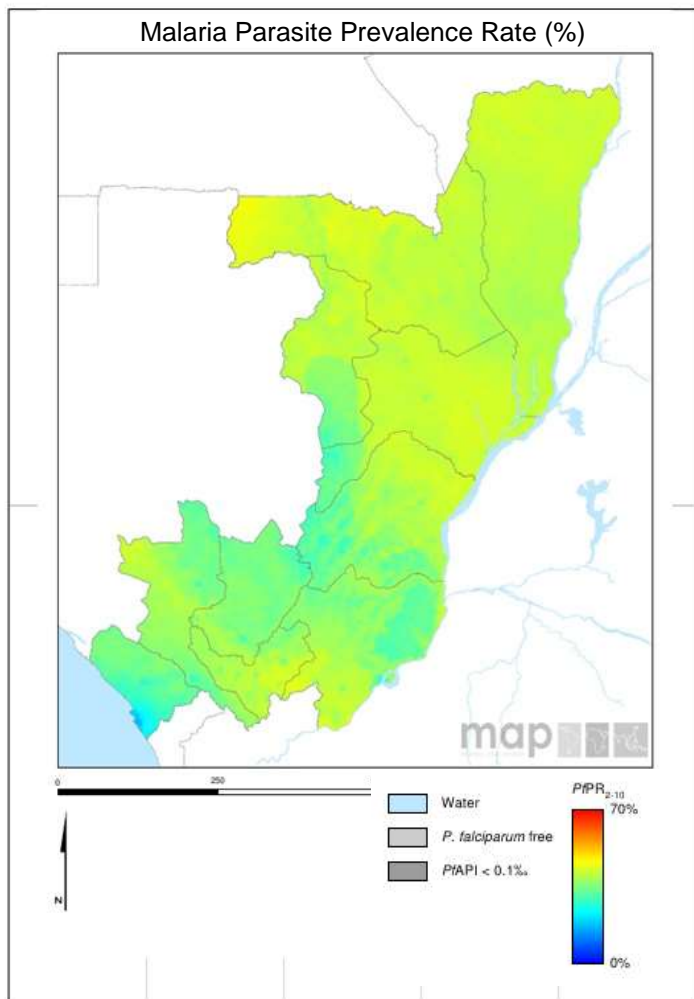 Malaria Parasite Prevalence Rate (%)
map
0 250
Water
P. falciparum free
PfAPI < 0.1‰
N
PfPR2-10
70%
0%